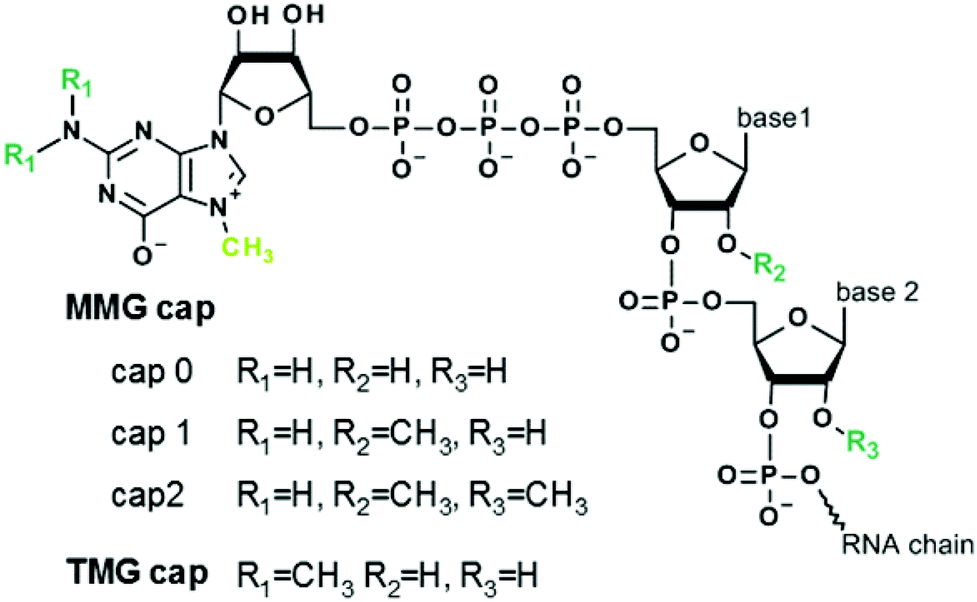 OH OH
R₁
R₁
N
N
N
N
N
+
O⁻
CH₃
O
O
P
O
O⁻
O
P
O
O⁻
O
P
O
O⁻
base1
O
O
O
R₂
O=P–O
O⁻
base 2
O
O
O
R₃
O=P–O
O⁻
RNA chain
MMG cap
cap 0 R₁=H, R₂=H, R₃=H
cap 1 R₁=H, R₂=CH₃, R₃=H
cap2 R₁=H, R₂=CH₃, R₃=CH₃
TMG cap R₁=CH₃ R₂=H, R₃=H